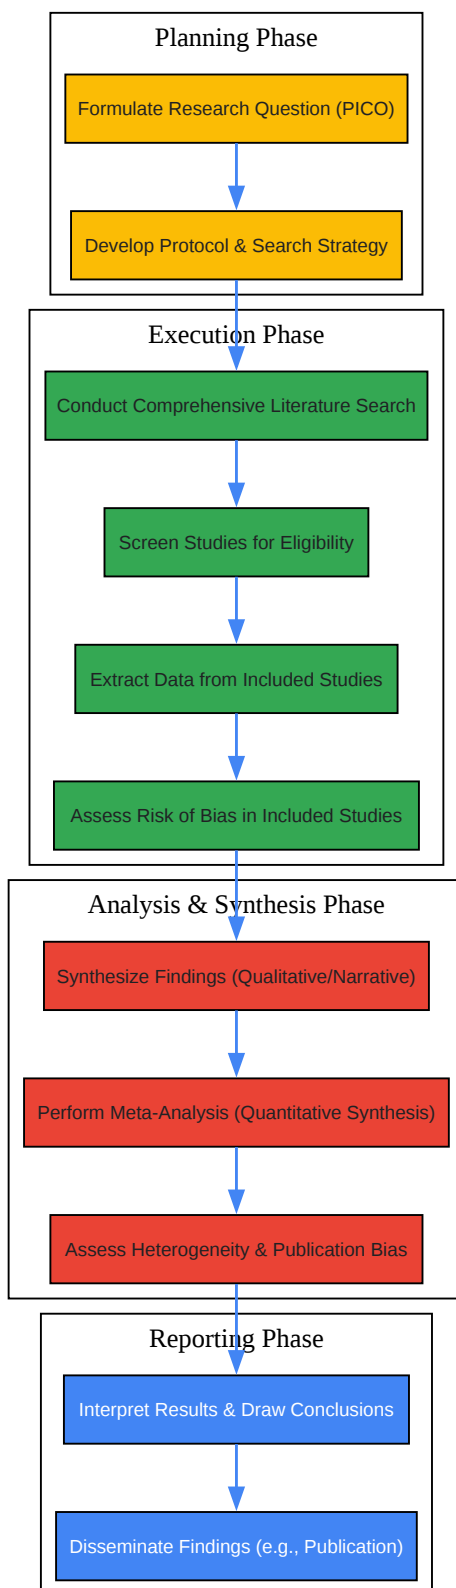 Planning Phase
Formulate Research Question (PICO)
Develop Protocol & Search Strategy
Execution Phase
Conduct Comprehensive Literature Search
Screen Studies for Eligibility
Extract Data from Included Studies
Assess Risk of Bias in Included Studies
Analysis & Synthesis Phase
Synthesize Findings (Qualitative/Narrative)
Perform Meta-Analysis (Quantitative Synthesis)
Assess Heterogeneity & Publication Bias
Reporting Phase
Interpret Results & Draw Conclusions
Disseminate Findings (e.g., Publication)